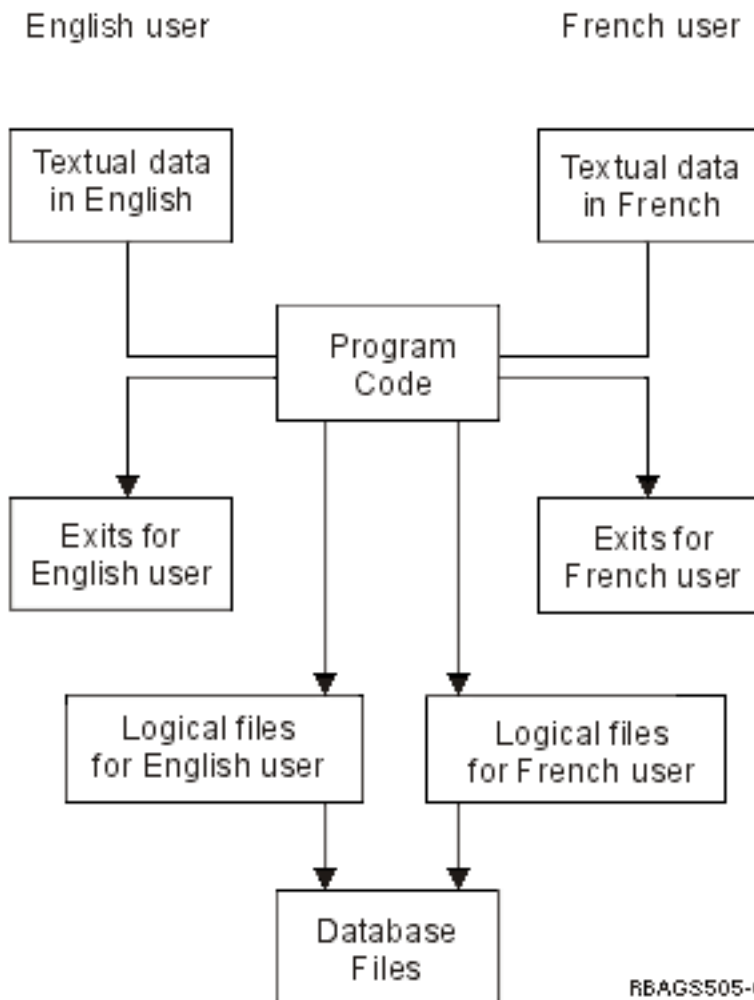 English user
French user
Textual data
in English
Textual data
in French
Program
Code
Exits for
English user
Exits for
French user
Logical files
for English user
Logical files
for French user
Database
Files
RBAGS505-